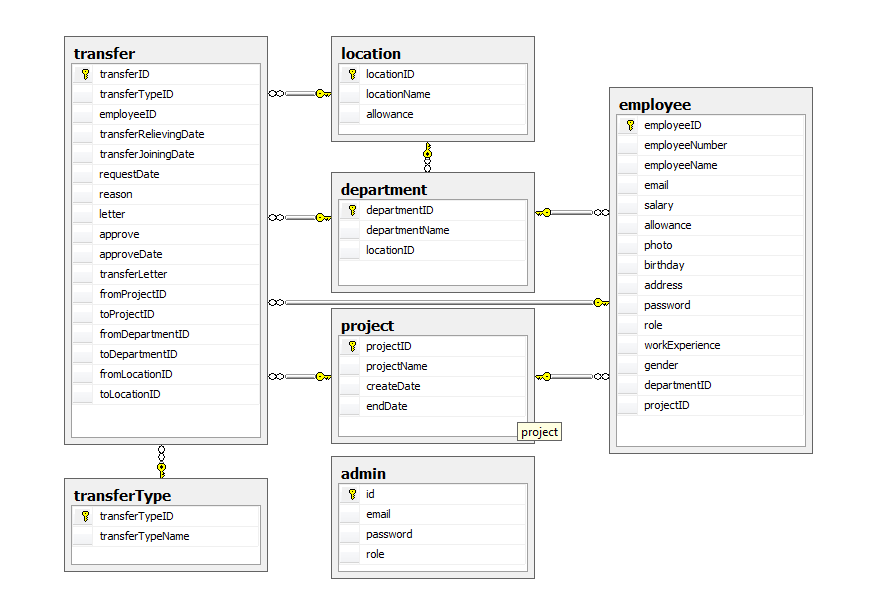 transfer
transferID
transferTypeID
employeeID
transferRelievingDate
transferJoiningDate
requestDate
reason
letter
approve
approveDate
transferLetter
fromProjectID
toProjectID
fromDepartmentID
toDepartmentID
fromLocationID
toLocationID
transferType
transferTypeID
transferTypeName
location
locationID
locationName
allowance
department
departmentID
departmentName
locationID
project
projectID
projectName
createDate
endDate
project
admin
id
email
password
role
employee
employeeID
employeeNumber
employeeName
email
salary
allowance
photo
birthday
address
password
role
workExperience
gender
departmentID
projectID